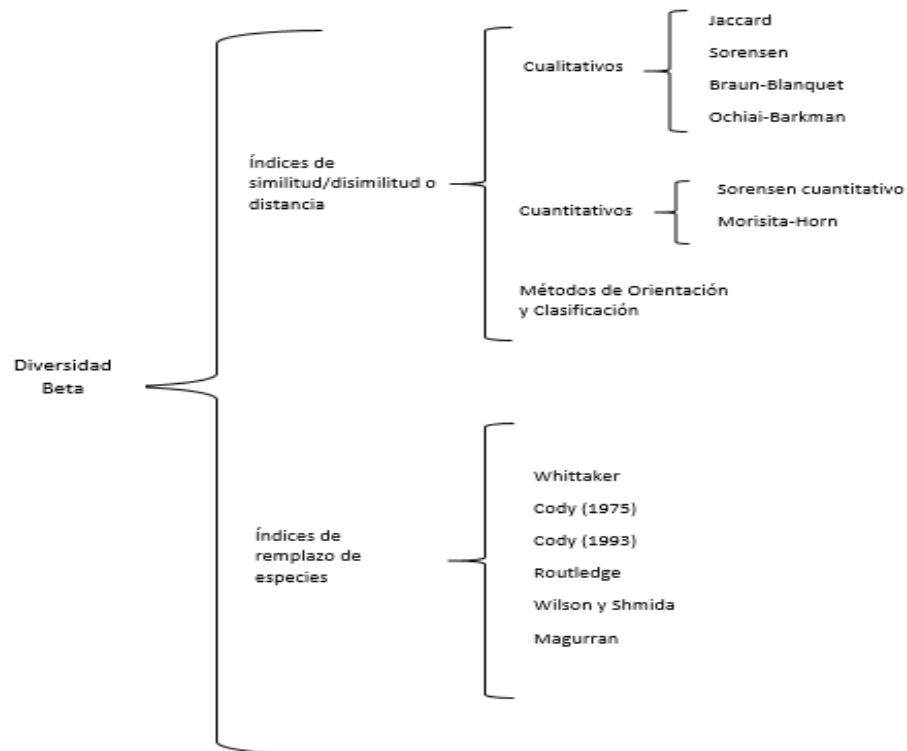 Diversidad
Beta
Índices de
similitud/disimilitud o
distancia
Cualitativos
Jaccard
Sorensen
Braun-Blanquet
Ochiai-Barkman
Cuantitativos
Sorensen cuantitativo
Morisita-Horn
Métodos de Orientación
y Clasificación
Índices de
remplazo de
especies
Whittaker
Cody (1975)
Cody (1993)
Routledge
Wilson y Shmida
Magurran